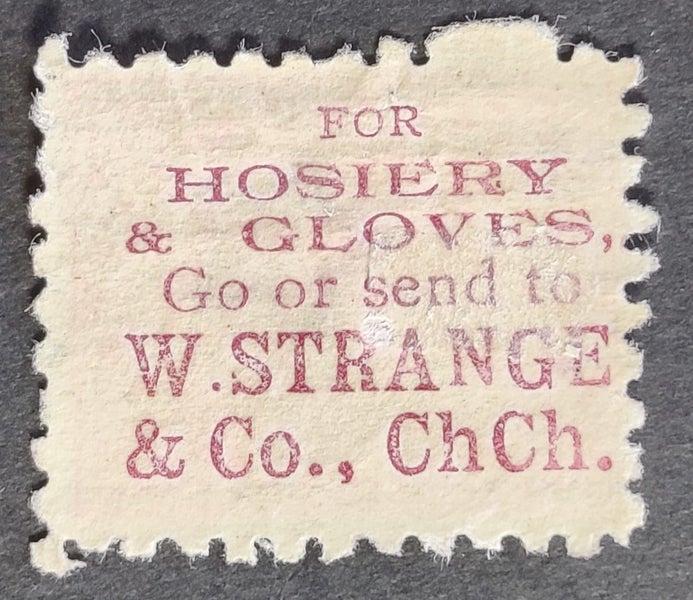 FOR
HOSIERY
& GLOVES,
Go or send to
W. STRANGE
& Co., ChCh.